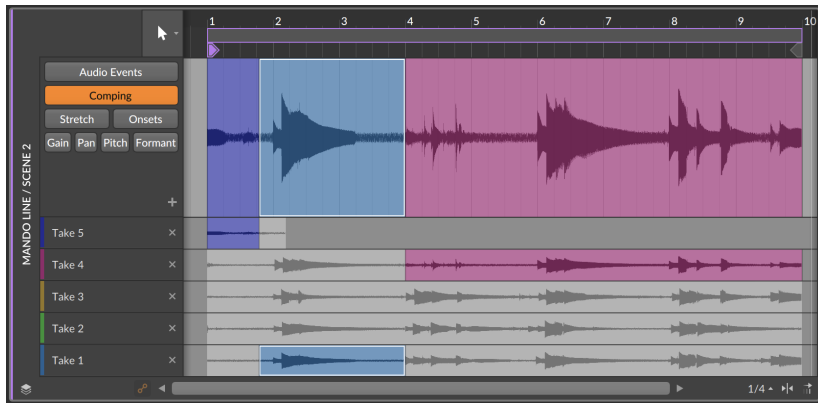 1 2 3 4 5 6 7 8 9 10
Audio Events
Comping
Stretch Onsets
Gain Pan Pitch Formant
MANDO LINE / SCENE 2
+
Take 5 ×
Take 4 ×
Take 3 ×
Take 2 ×
Take 1 ×
1/4